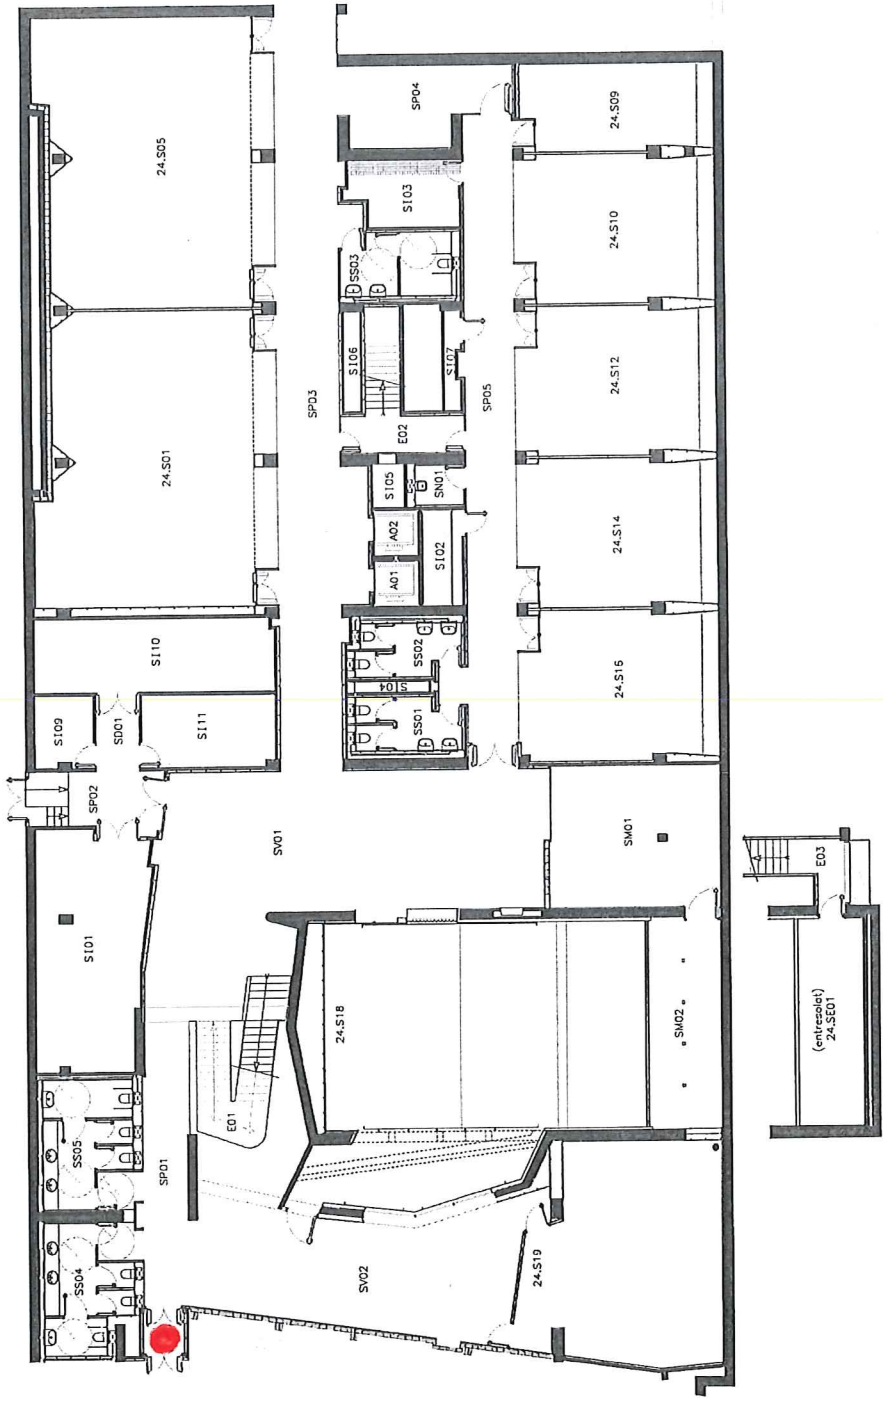 24.S05
24.S01
SI10
SI09
SD01
SI11
SP02
SI01
SS05
SP01
SS04
SP04
SI03
SS03
SP03
SI06
SI07
E02
SI05
SN01
A02
A01
SI02
SS02
SI04
SS01
SP05
24.S09
24.S10
24.S12
24.S14
24.S16
SV01
SM01
E03
24.S18
SM02
(entresolat)
24.SE01
E01
SV02
24.S19